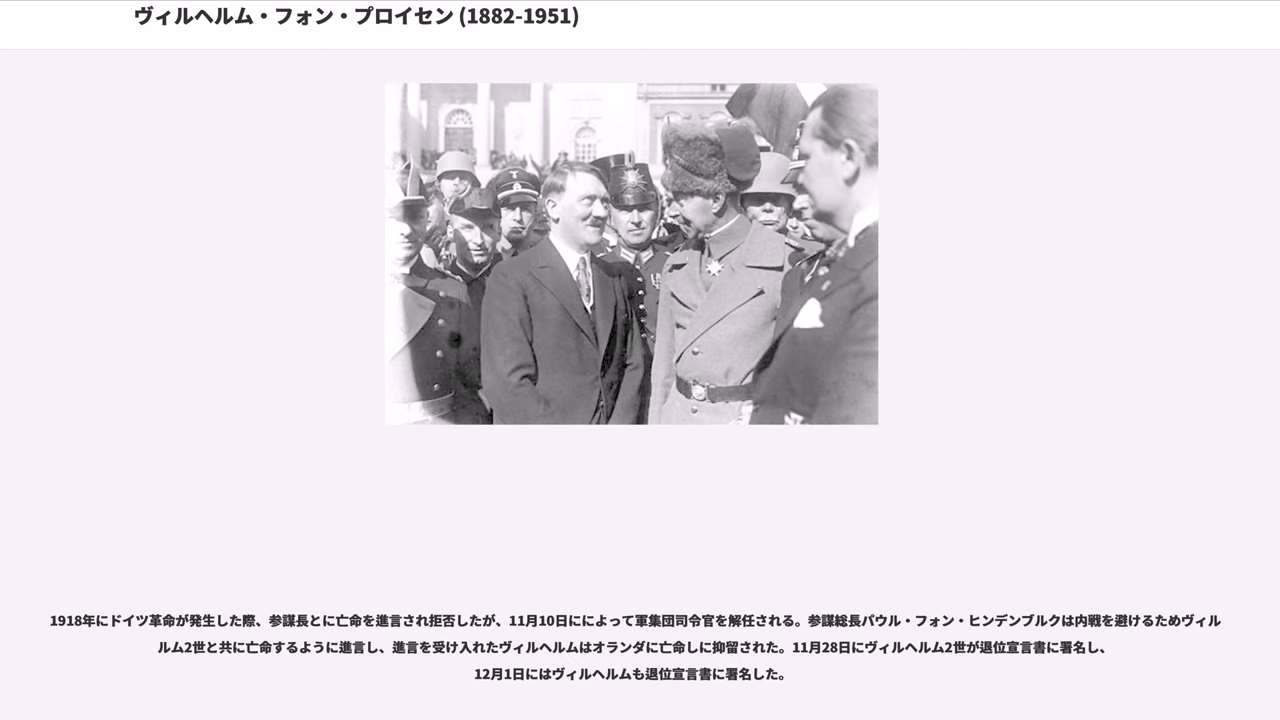 ヴィルヘルム・フォン・プロイセン (1882-1951)
1918年にドイツ革命が発生した際、参謀長とに亡命を進言され拒否したが、11月10日にによって軍集団司令官を解任される。参謀総長パウル・フォン・ヒンデンブルクは内戦を避けるためヴィル
ルム2世と共に亡命するように進言し、進言を受け入れたヴィルヘルムはオランダに亡命しに抑留された。11月28日にヴィルヘルム2世が退位宣言書に署名し、
12月1日にはヴィルヘルムも退位宣言書に署名した。